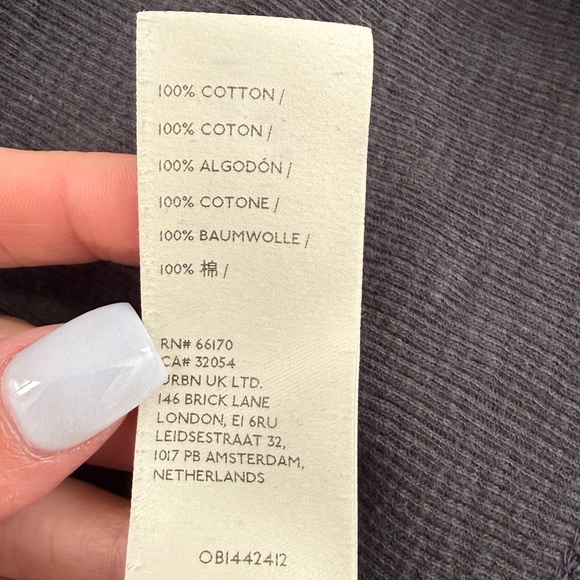 100% COTTON /
100% COTON /
100% ALGODÓN /
100% COTONE /
100% BAUMWOLLE /
100% 棉 /
RN# 66170
CA# 32054
URBN UK LTD.
146 BRICK LANE
LONDON, E1 6RU
LEIDSESTRAAT 32,
1017 PB AMSTERDAM,
NETHERLANDS
OB1442412